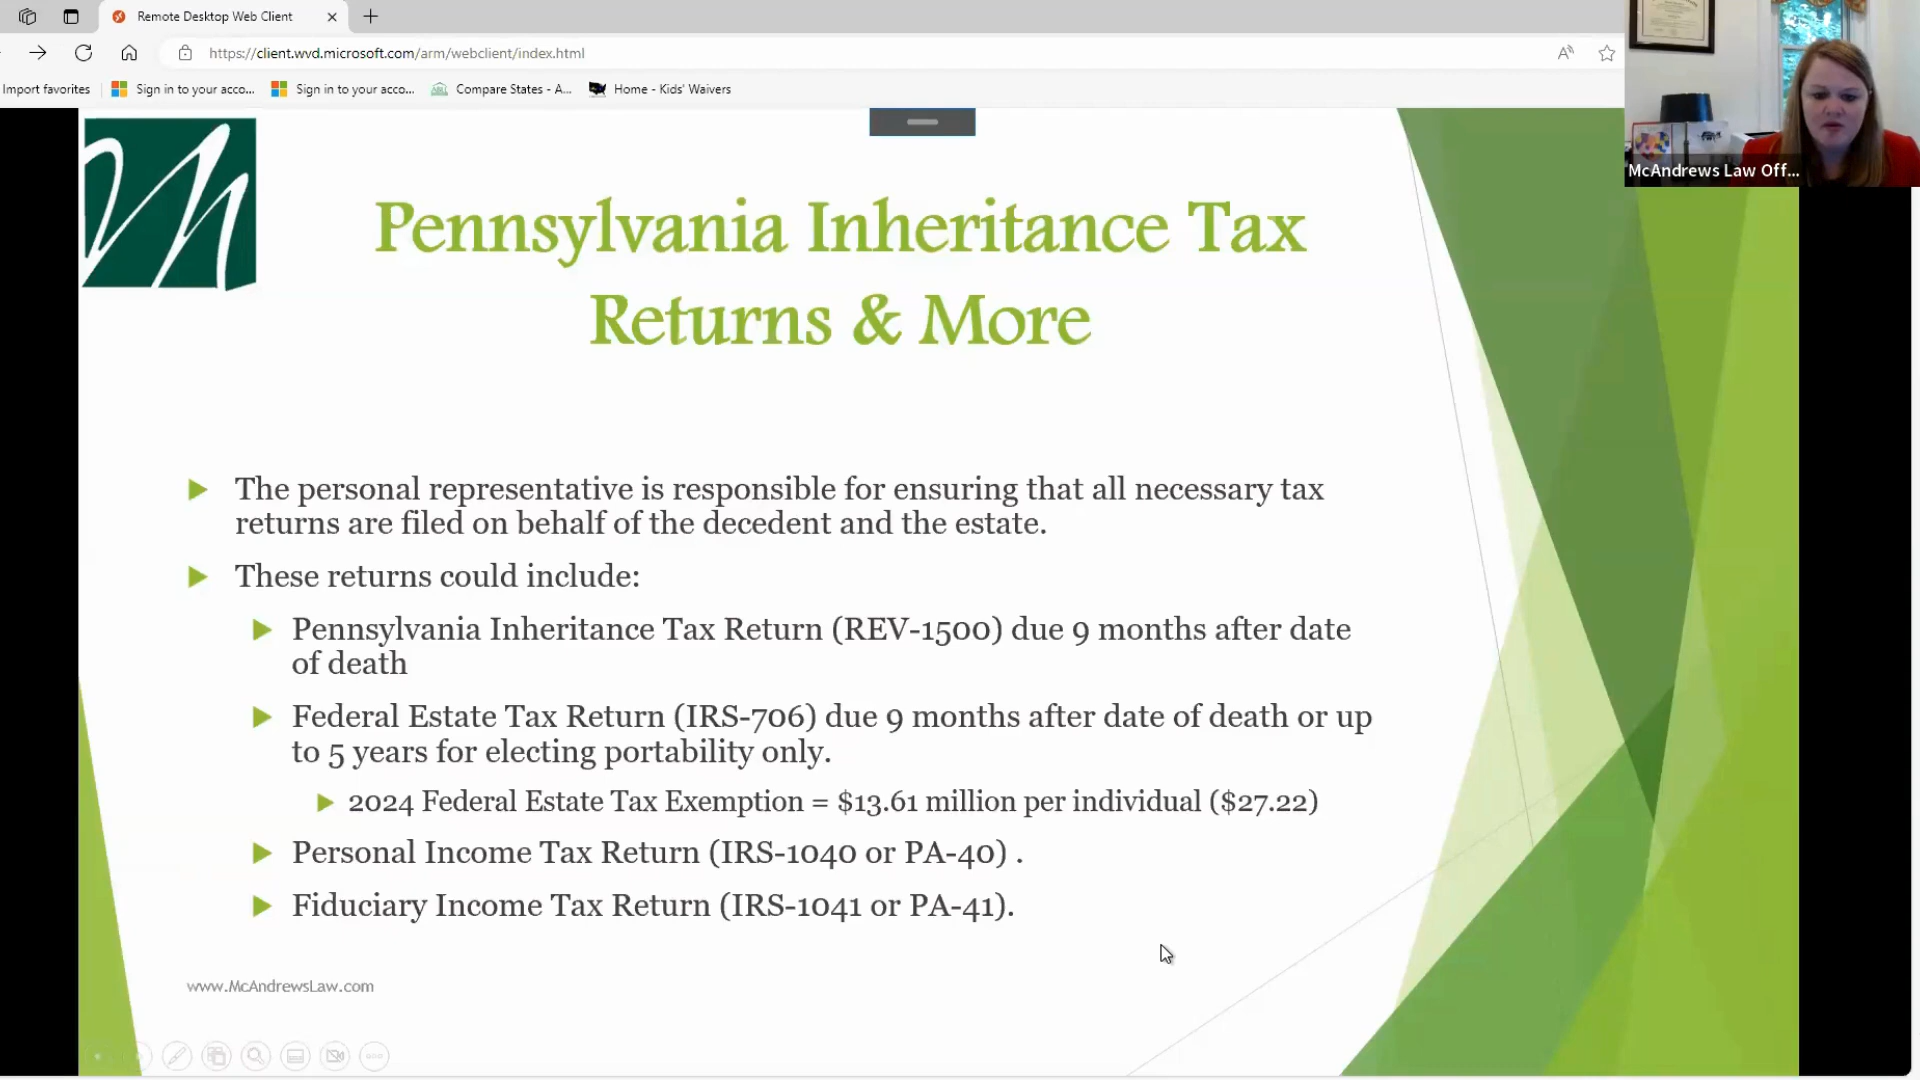 Remote Desktop Web Client
https://client.wvd.microsoft.com/arm/webclient/index.html
Import favorites
Sign in to your acco...
Sign in to your acco...
Compare States - A...
Home - Kids' Waivers
McAndrews Law Off...
Pennsylvania Inheritance Tax
Returns & More
The personal representative is responsible for ensuring that all necessary tax
returns are filed on behalf of the decedent and the estate.
These returns could include:
Pennsylvania Inheritance Tax Return (REV-1500) due 9 months after date
of death
Federal Estate Tax Return (IRS-706) due 9 months after date of death or up
to 5 years for electing portability only.
2024 Federal Estate Tax Exemption = $13.61 million per individual ($27.22)
Personal Income Tax Return (IRS-1040 or PA-40) .
Fiduciary Income Tax Return (IRS-1041 or PA-41).
www.McAndrewsLaw.com